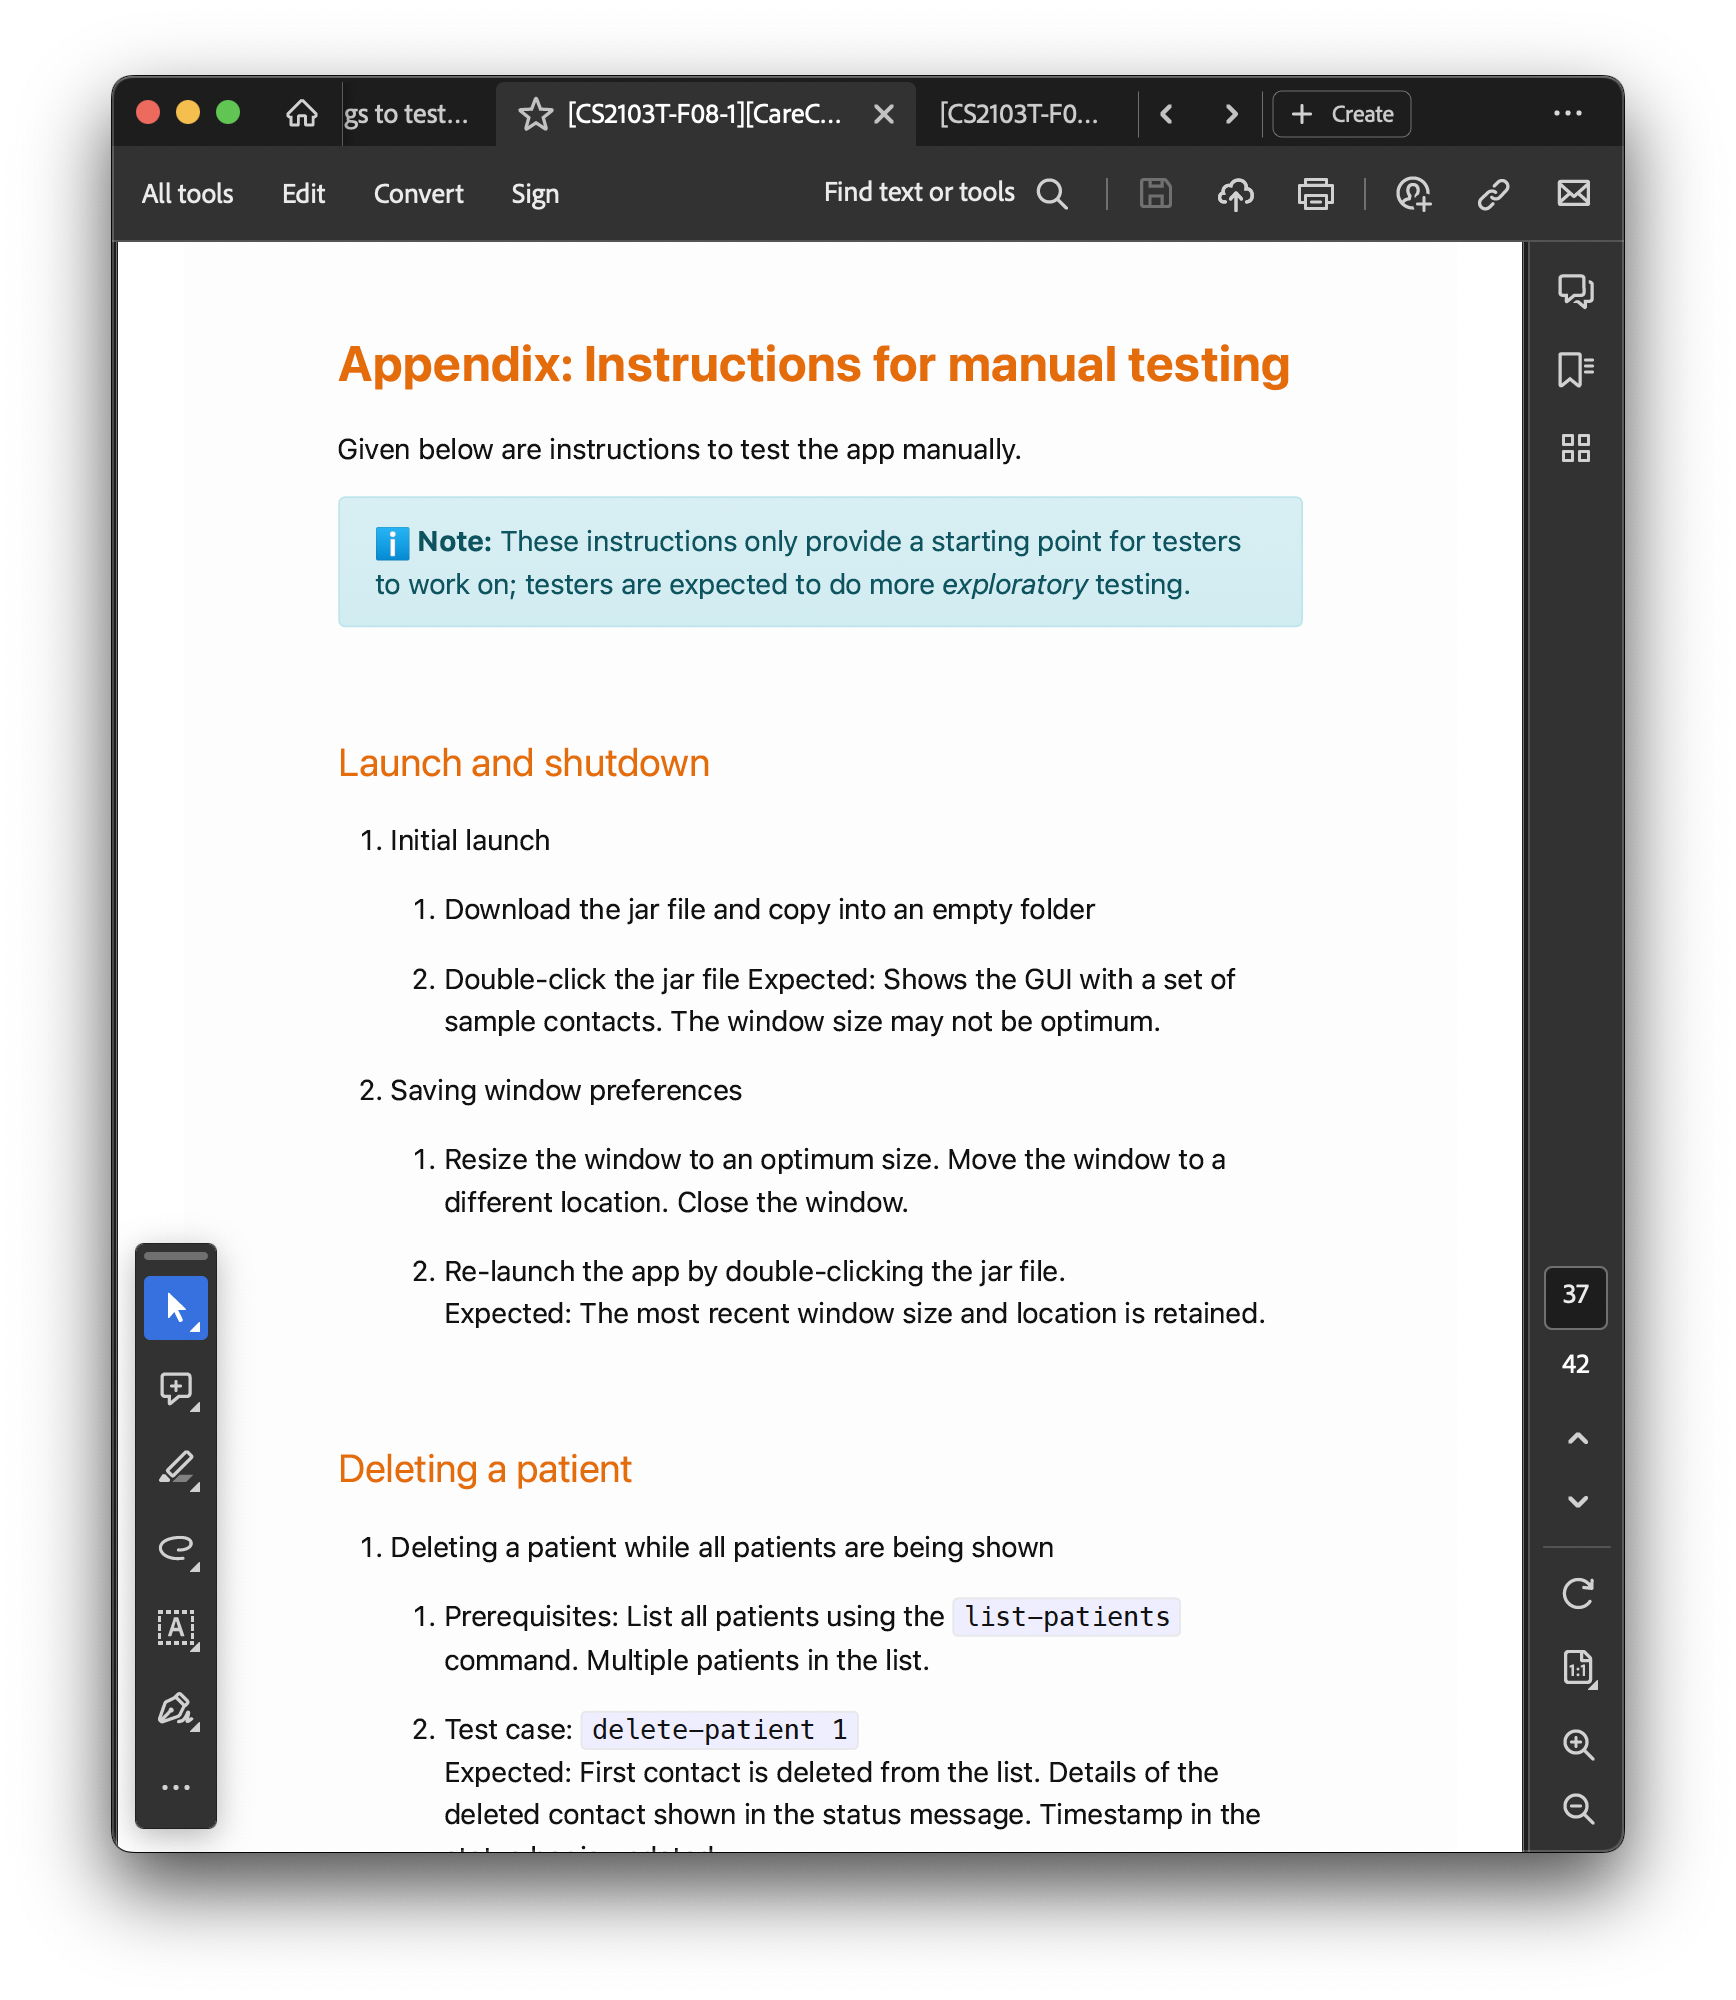 gs to test...
[CS2103T-F08-1][CareC...
[CS2103T-F0...
Create
All tools
Edit
Convert
Sign
Find text or tools
Appendix: Instructions for manual testing
Given below are instructions to test the app manually.
Note: These instructions only provide a starting point for testers
to work on; testers are expected to do more exploratory testing.
Launch and shutdown
1. Initial launch
1. Download the jar file and copy into an empty folder
2. Double-click the jar file Expected: Shows the GUI with a set of
sample contacts. The window size may not be optimum.
2. Saving window preferences
1. Resize the window to an optimum size. Move the window to a
different location. Close the window.
2. Re-launch the app by double-clicking the jar file.
Expected: The most recent window size and location is retained.
Deleting a patient
1. Deleting a patient while all patients are being shown
1. Prerequisites: List all patients using the list-patients
command. Multiple patients in the list.
2. Test case: delete-patient 1
Expected: First contact is deleted from the list. Details of the
deleted contact shown in the status message. Timestamp in the
37
42
1:1
A